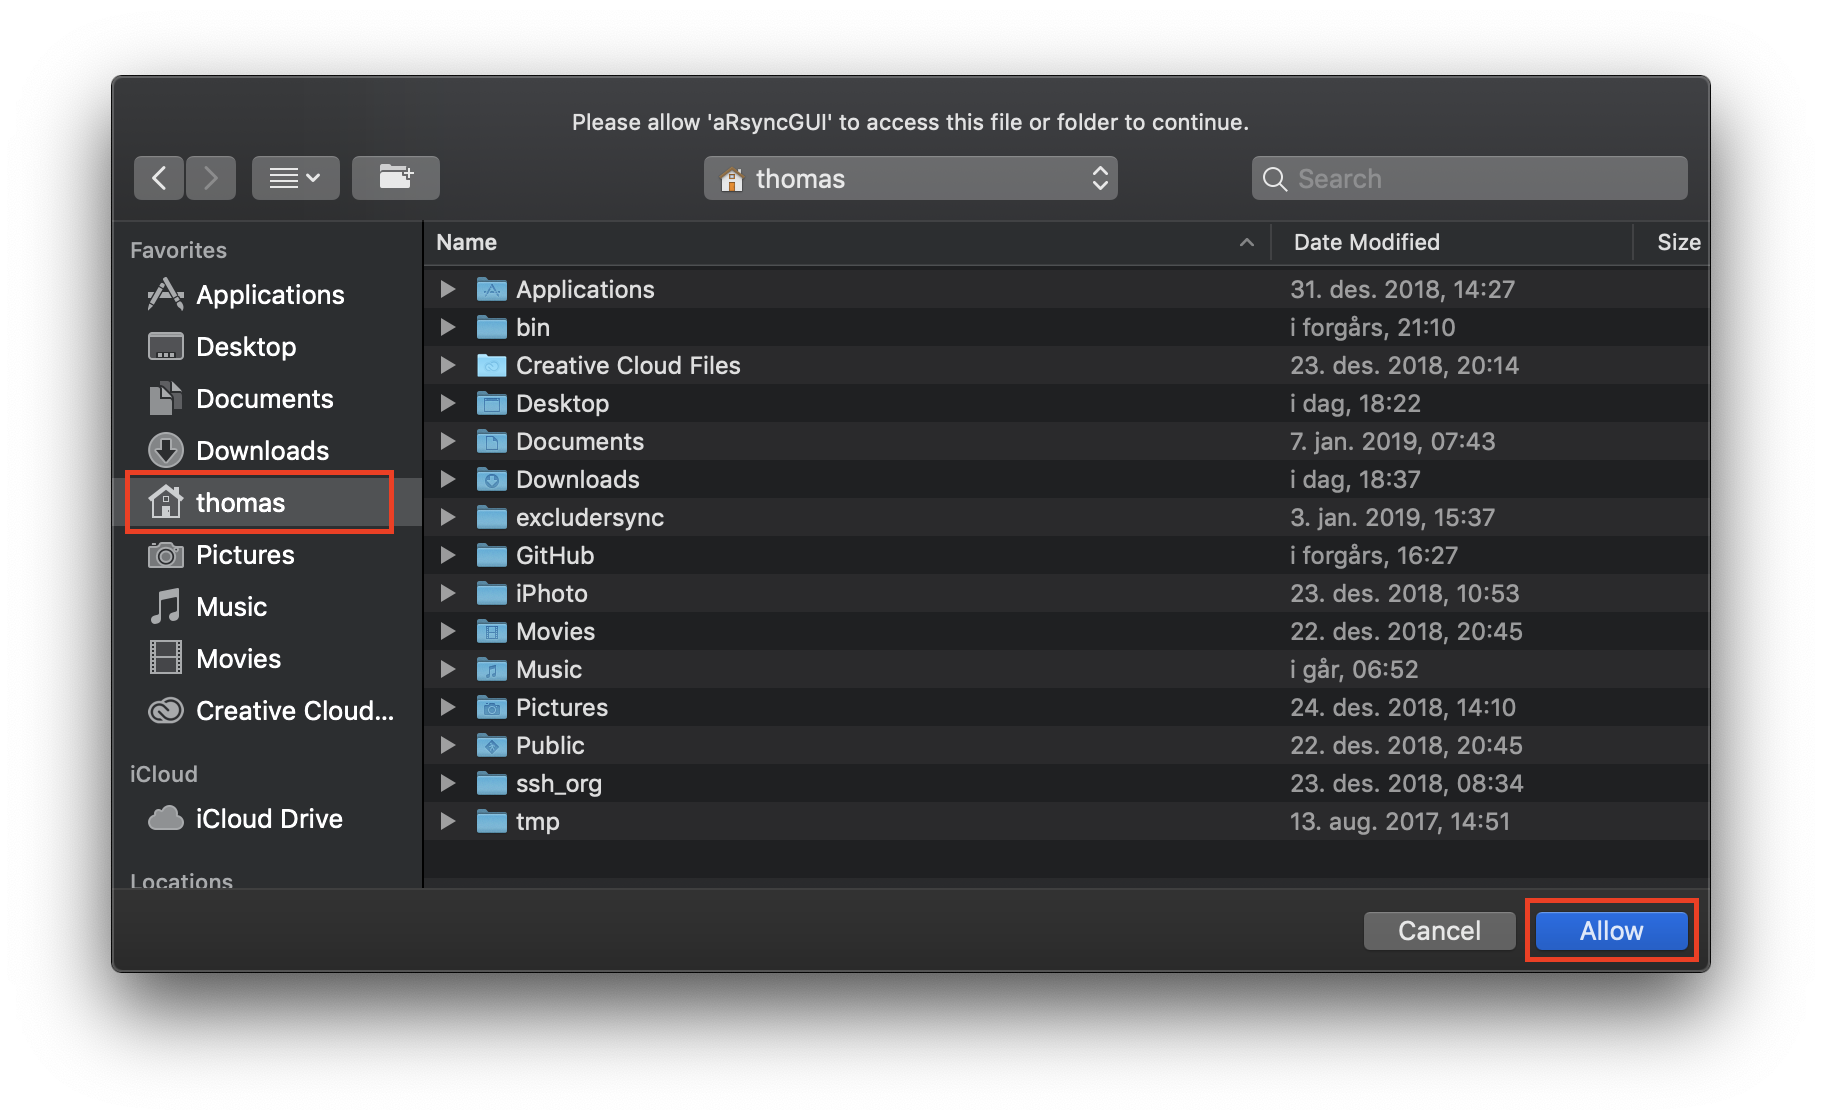 Please allow 'aRsyncGUI' to access this file or folder to continue.
thomas
Search
Favorites
Applications
Desktop
Documents
Downloads
thomas
Pictures
Music
Movies
Creative Cloud...
iCloud
iCloud Drive
Locations
Name Date Modified Size
Applications 31. des. 2018, 14:27
bin i forgårs, 21:10
Creative Cloud Files 23. des. 2018, 20:14
Desktop i dag, 18:22
Documents 7. jan. 2019, 07:43
Downloads i dag, 18:37
excludersync 3. jan. 2019, 15:37
GitHub i forgårs, 16:27
iPhoto 23. des. 2018, 10:53
Movies 22. des. 2018, 20:45
Music i går, 06:52
Pictures 24. des. 2018, 14:10
Public 22. des. 2018, 20:45
ssh_org 23. des. 2018, 08:34
tmp 13. aug. 2017, 14:51
Cancel Allow